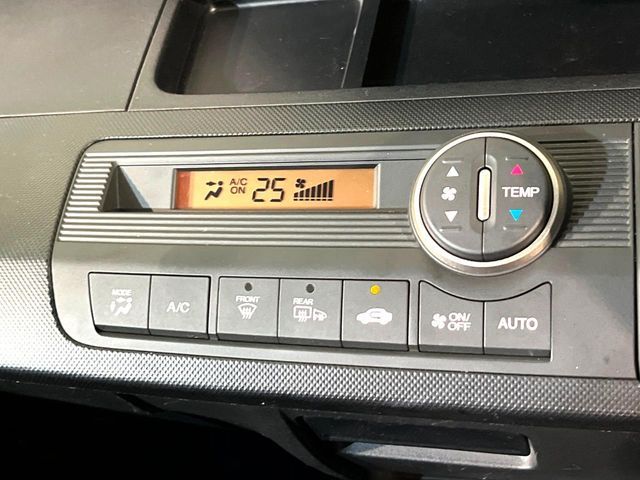 A/C
ON 25
TEMP
MODE
A/C
FRONT
REAR
ON/
OFF
AUTO